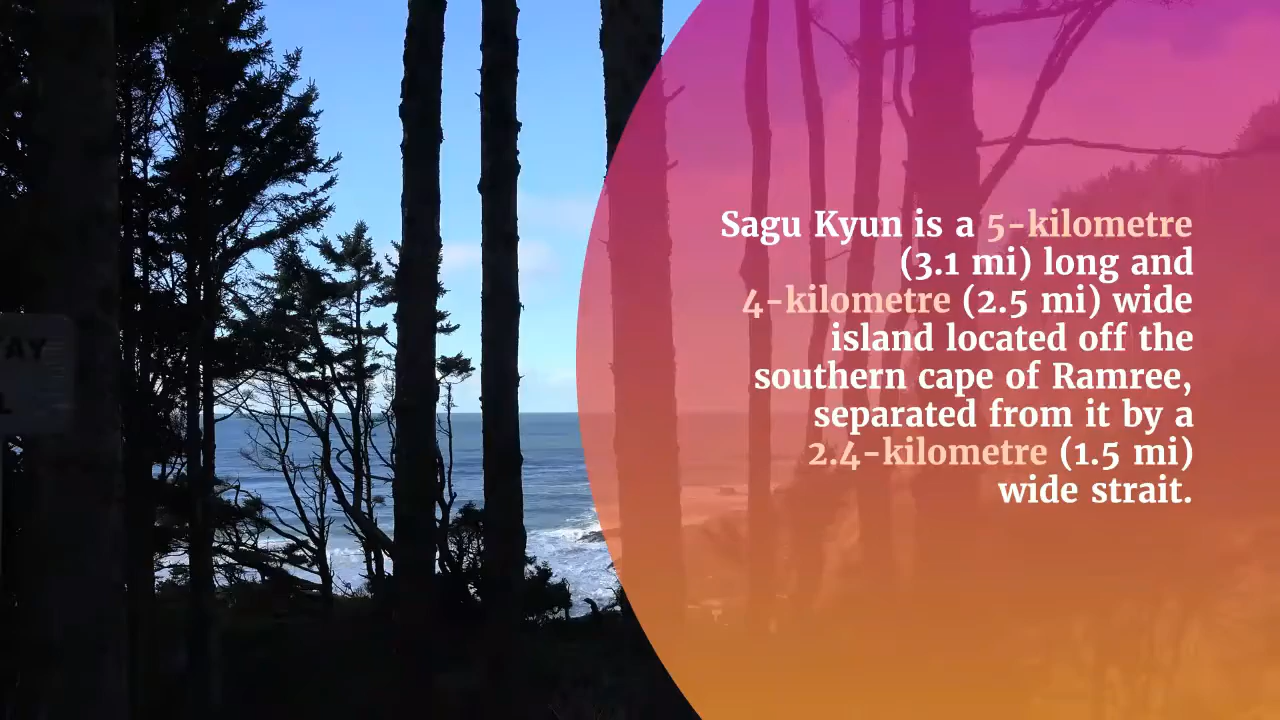 Sagu Kyun is a 5-kilometre
(3.1 mi) long and
4-kilometre (2.5 mi) wide
island located off the
southern cape of Ramree,
separated from it by a
2.4-kilometre (1.5 mi)
wide strait.